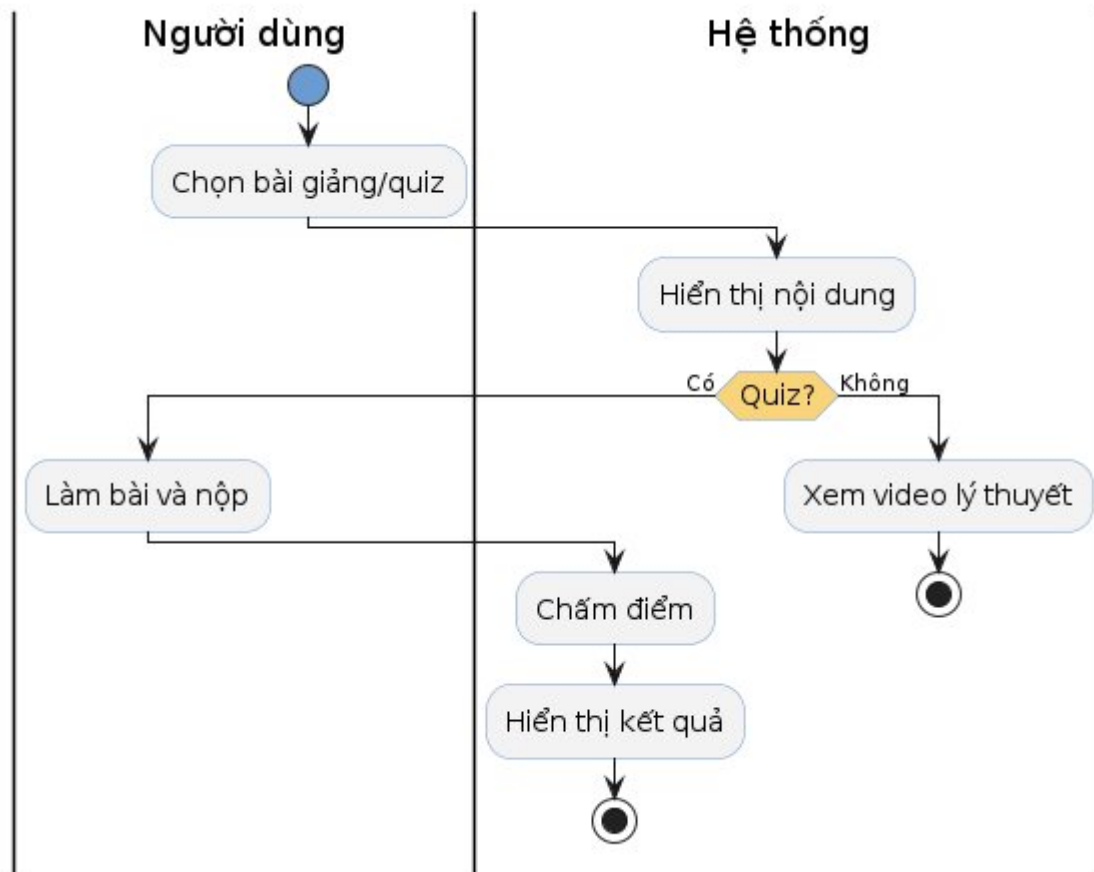 Người dùng
Hệ thống
Chọn bài giảng/quiz
Hiển thị nội dung
Có
Quiz?
Không
Làm bài và nộp
Xem video lý thuyết
Chấm điểm
Hiển thị kết quả